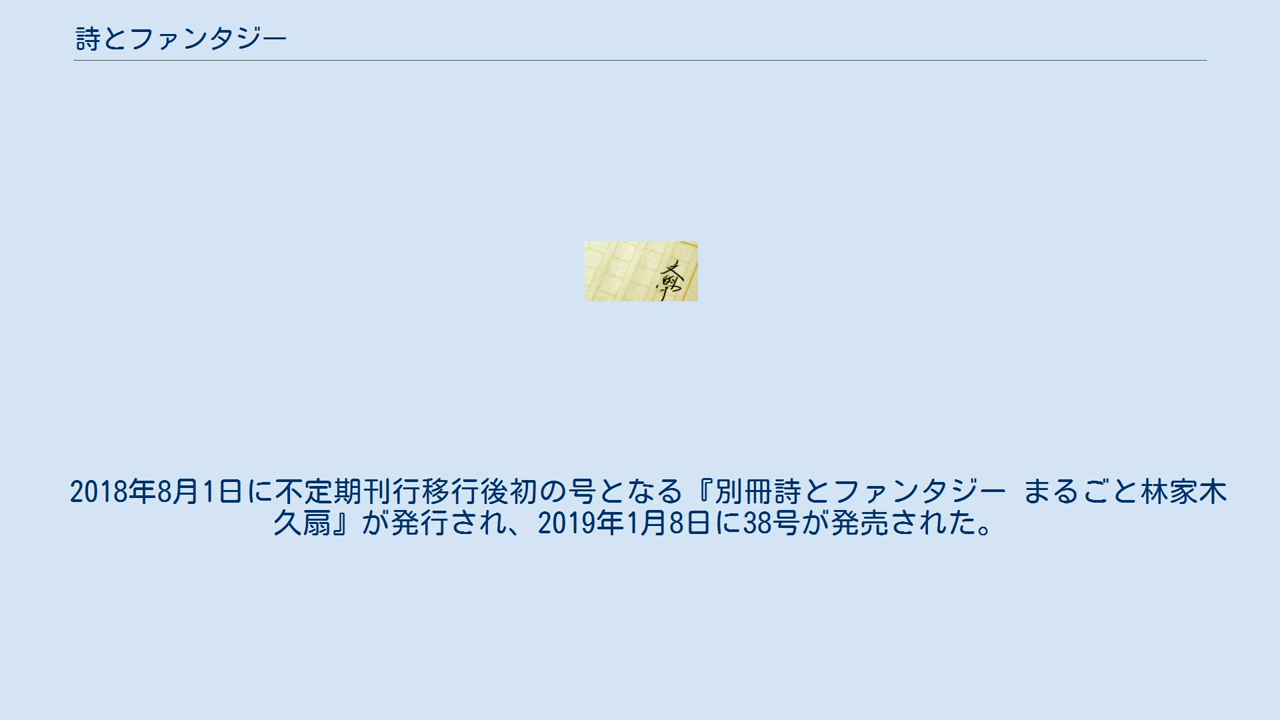 詩とファンタジー
2018年8月1日に不定期刊行移行後初の号となる『別冊詩とファンタジー まるごと林家木
久扇』が発行され、2019年1月8日に38号が発売された。